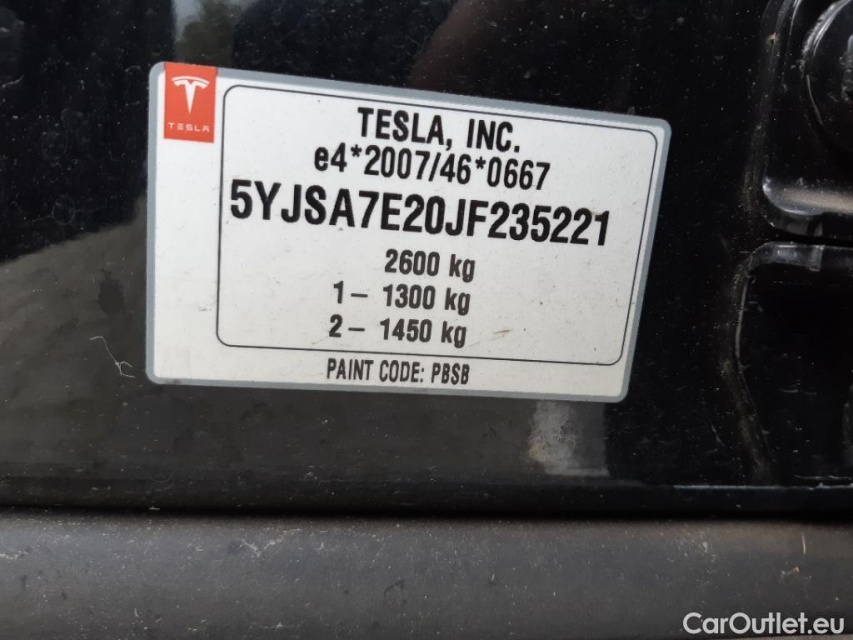 TESLA
TESLA, INC.
e4*2007/46*0667
5YJSA7E20JF235221
2600 kg
1 – 1300 kg
2 – 1450 kg
PAINT CODE: PBSB
CarOutlet.eu